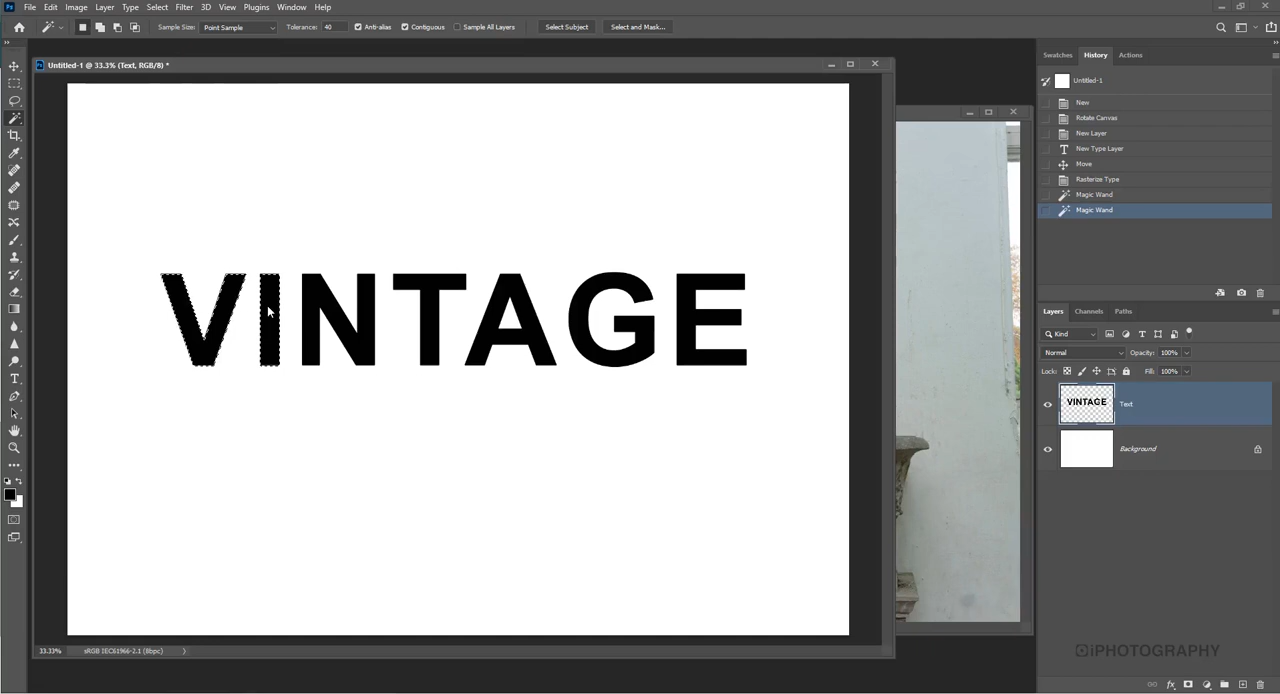 Ps File Edit Image Layer Type Select Filter 3D View Plugins Window Help
Sample Size: Point Sample Tolerance: 40 Anti-alias Contiguous Sample All Layers Select Subject Select and Mask...
Untitled-1 @ 33.3% (Text, RGB/8) *
VINTAGE
33.33% sRGB IEC61966-2.1 (8bpc)
Swatches History Actions
Untitled-1
New
Rotate Canvas
New Layer
New Type Layer
Move
Rasterize Type
Magic Wand
Magic Wand
Layers Channels Paths
Kind
Normal Opacity: 100%
Lock: Fill: 100%
VINTAGE Text
Background
iPHOTOGRAPHY
fx